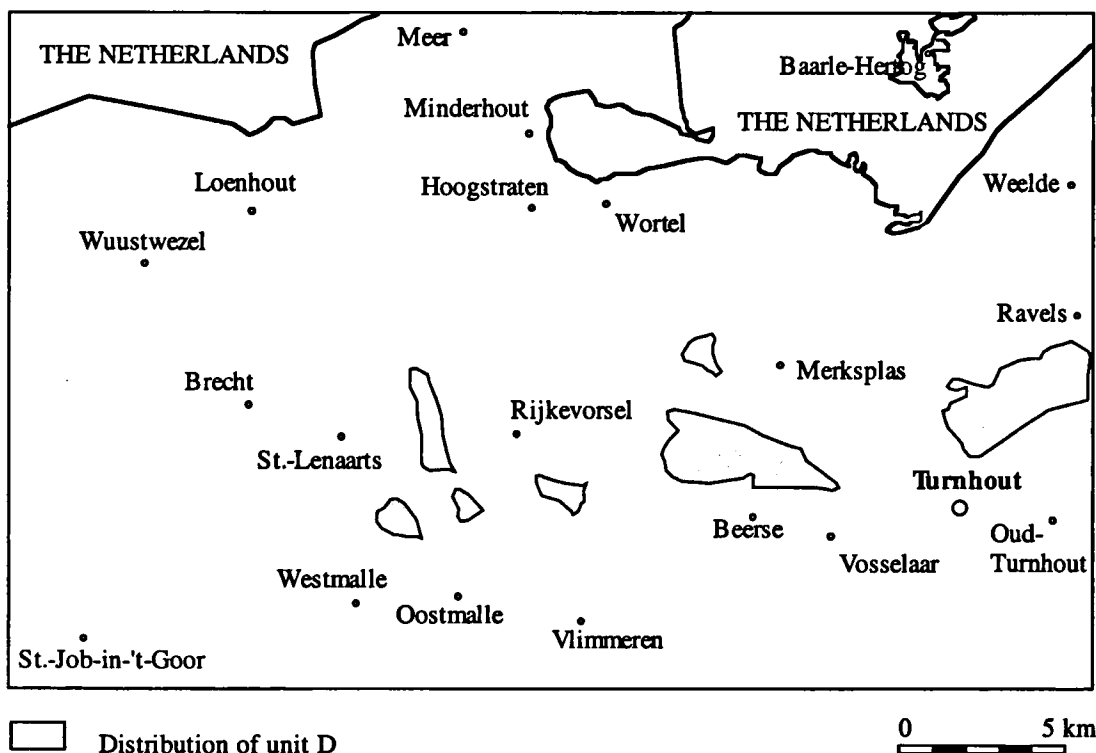 Meer
THE NETHERLANDS
Baarle-Hertog
Minderhout
THE NETHERLANDS
Loenhout
Hoogstraten
Weelde
Wortel
Wuustwezel
Ravels
Merksplas
Brecht
Rijkevorsel
St.-Lenaarts
Turnhout
Beerse
Oud-
Turnhout
Vosselaar
Westmalle
Oostmalle
Vlimmeren
St.-Job-in-'t-Goor
0 5 km
Distribution of unit D